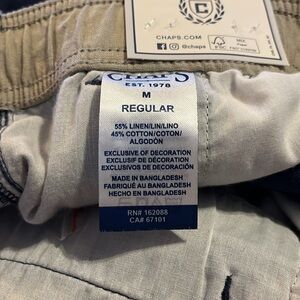 CHAPS.COM
@chaps
MIX
CHAPS
EST. 1978
M
REGULAR
55% LINEN/LIN/LINO
45% COTTON/COTON/
ALGODÓN
EXCLUSIVE OF DECORATION
EXCLUSIF DE DÉCORATION
EXCLUSIVOS DE DECORACIÓN
MADE IN BANGLADESH
FABRIQUÉ AU BANGLADESH
HECHO EN BANGLADESH
RN# 162088
CA# 67101